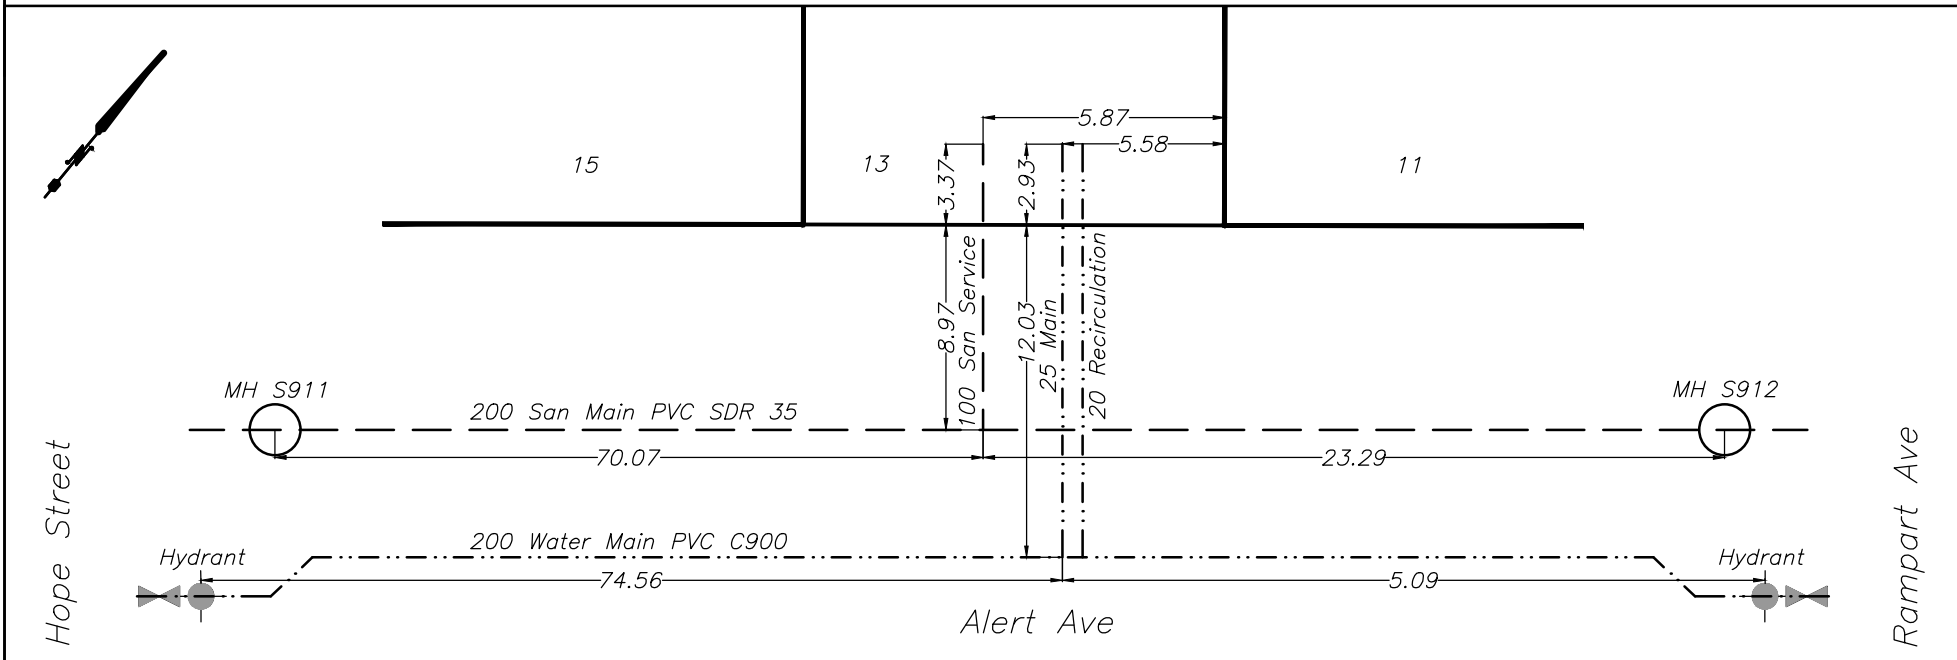 5.87
5.58
15
13
11
3.37
2.93
8.97
100 San Service
12.03
25 Main
20 Recirculation
MH S911
MH S912
200 San Main PVC SDR 35
70.07
23.29
Hope Street
Rampart Ave
200 Water Main PVC C900
Hydrant
Hydrant
74.56
5.09
Alert Ave